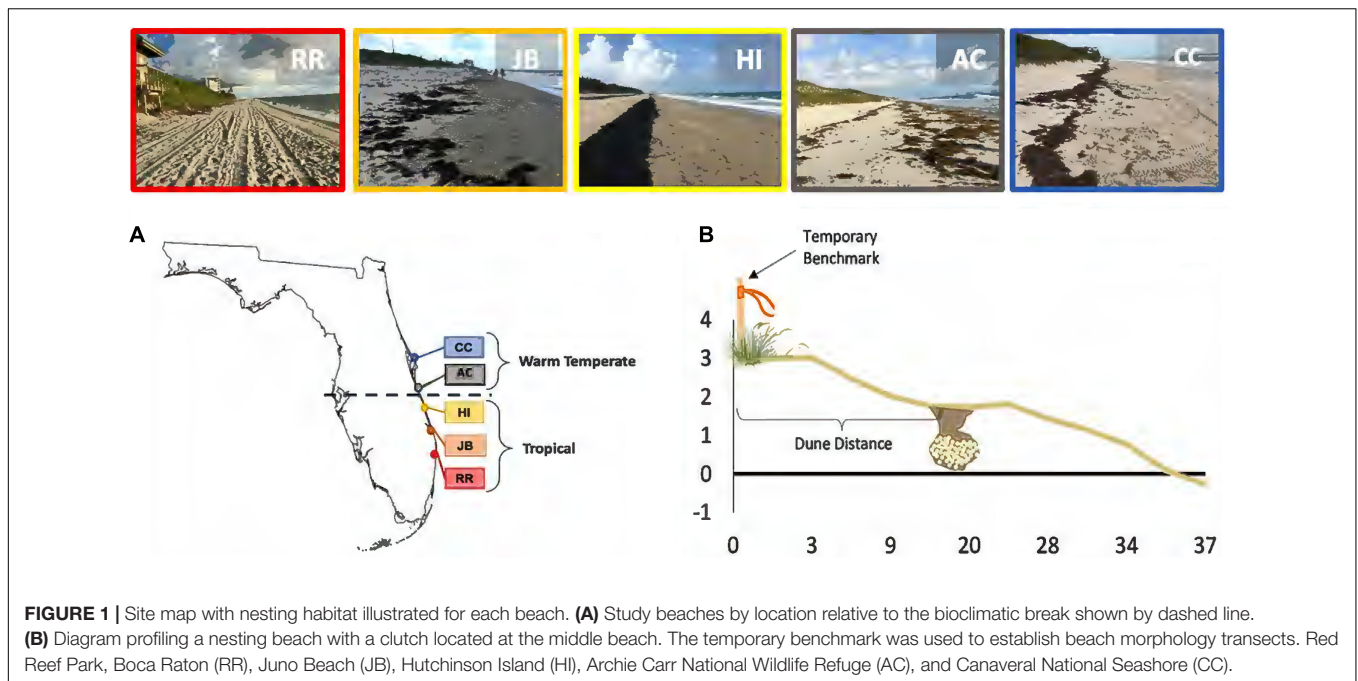 RR
JB
HI
AC
CC
A
CC
AC
Warm Temperate
HI
JB
RR
Tropical
B
Temporary
Benchmark
4
3
2
1
0
-1
Dune Distance
0 3 9 20 28 34 37
FIGURE 1 | Site map with nesting habitat illustrated for each beach. (A) Study beaches by location relative to the bioclimatic break shown by dashed line.
(B) Diagram profiling a nesting beach with a clutch located at the middle beach. The temporary benchmark was used to establish beach morphology transects. Red
Reef Park, Boca Raton (RR), Juno Beach (JB), Hutchinson Island (HI), Archie Carr National Wildlife Refuge (AC), and Canaveral National Seashore (CC).